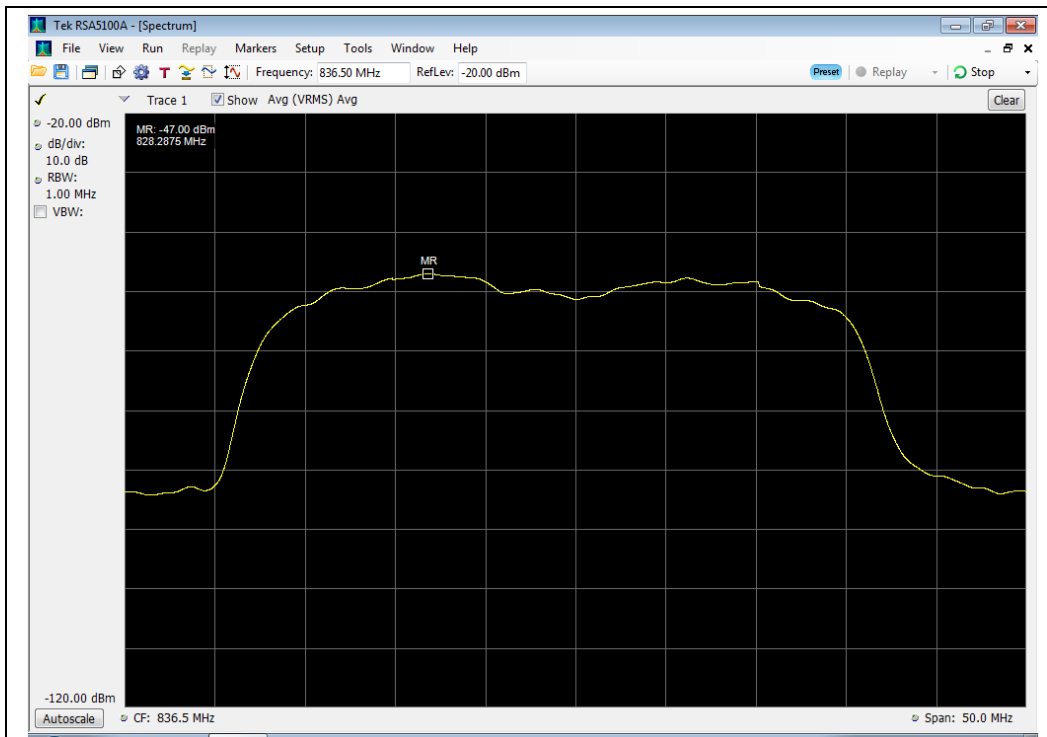 Tek RSA5100A - [Spectrum]
File View Run Replay Markers Setup Tools Window Help
T Frequency: 836.50 MHz RefLev: -20.00 dBm Preset Replay Stop
Trace 1 Show Avg (VRMS) Avg Clear
-20.00 dBm
dB/div:
10.0 dB
RBW:
1.00 MHz
VBW:
MR: -47.00 dBm
828.2875 MHz
MR
-120.00 dBm
Autoscale CF: 836.5 MHz Span: 50.0 MHz